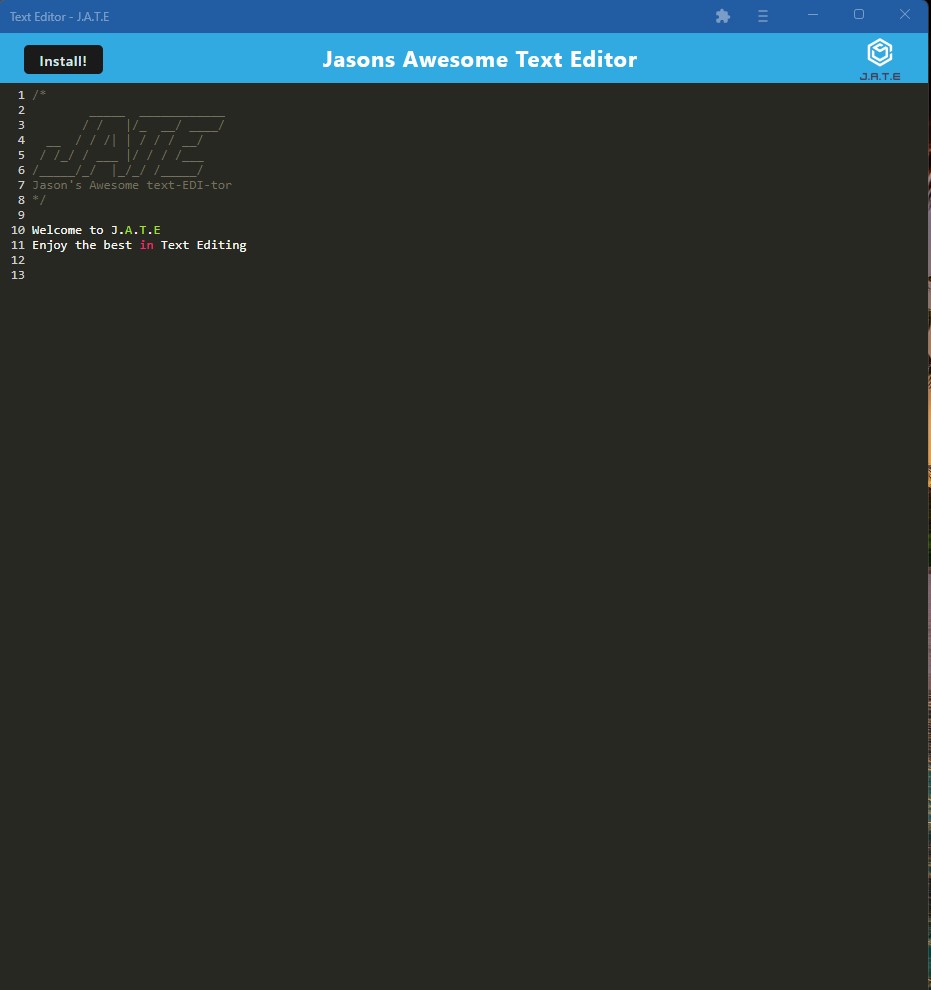 Text Editor - J.A.T.E
Install!
Jasons Awesome Text Editor
J.A.T.E
1 /*
2         _____  ____________
3        / /   |/_  __/ ____/
4   __  / / /| | / / / __/
5  / /_/ / ___ |/ / / /___
6 /_____/_/  |_/_/ /_____/
7 Jason's Awesome text-EDI-tor
8 */
9
10 Welcome to J.A.T.E
11 Enjoy the best in Text Editing
12
13